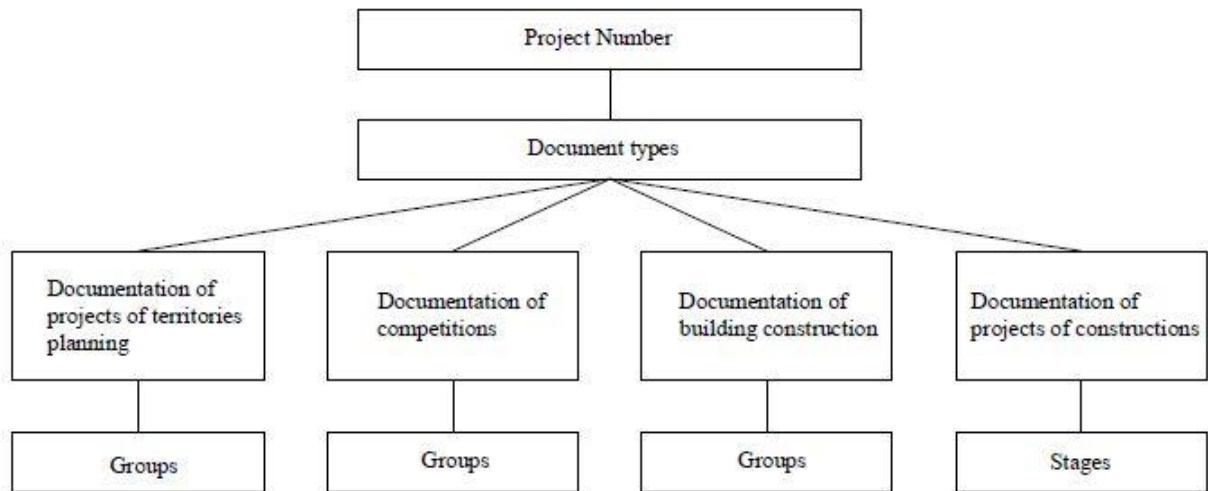 Project Number
Document types
Documentation of
projects of territories
planning
Documentation of
competitions
Documentation of
building construction
Documentation of
projects of constructions
Groups
Groups
Groups
Stages